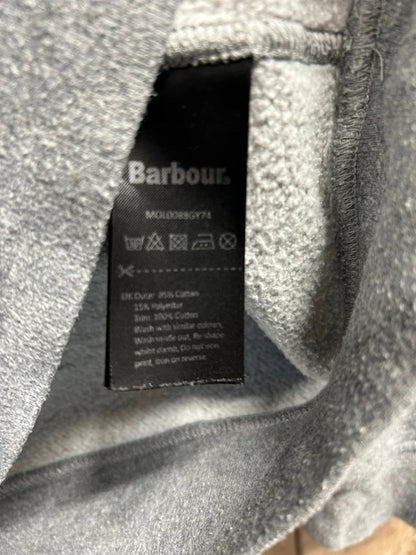 Barbour.
MOL0088GY74
UK Outer: 85% Cotton
15% Polyester
Trim: 100% Cotton
Wash with similar colours,
Wash inside out, Re shape
whilst damp. Do not iron
print, Iron on reverse.